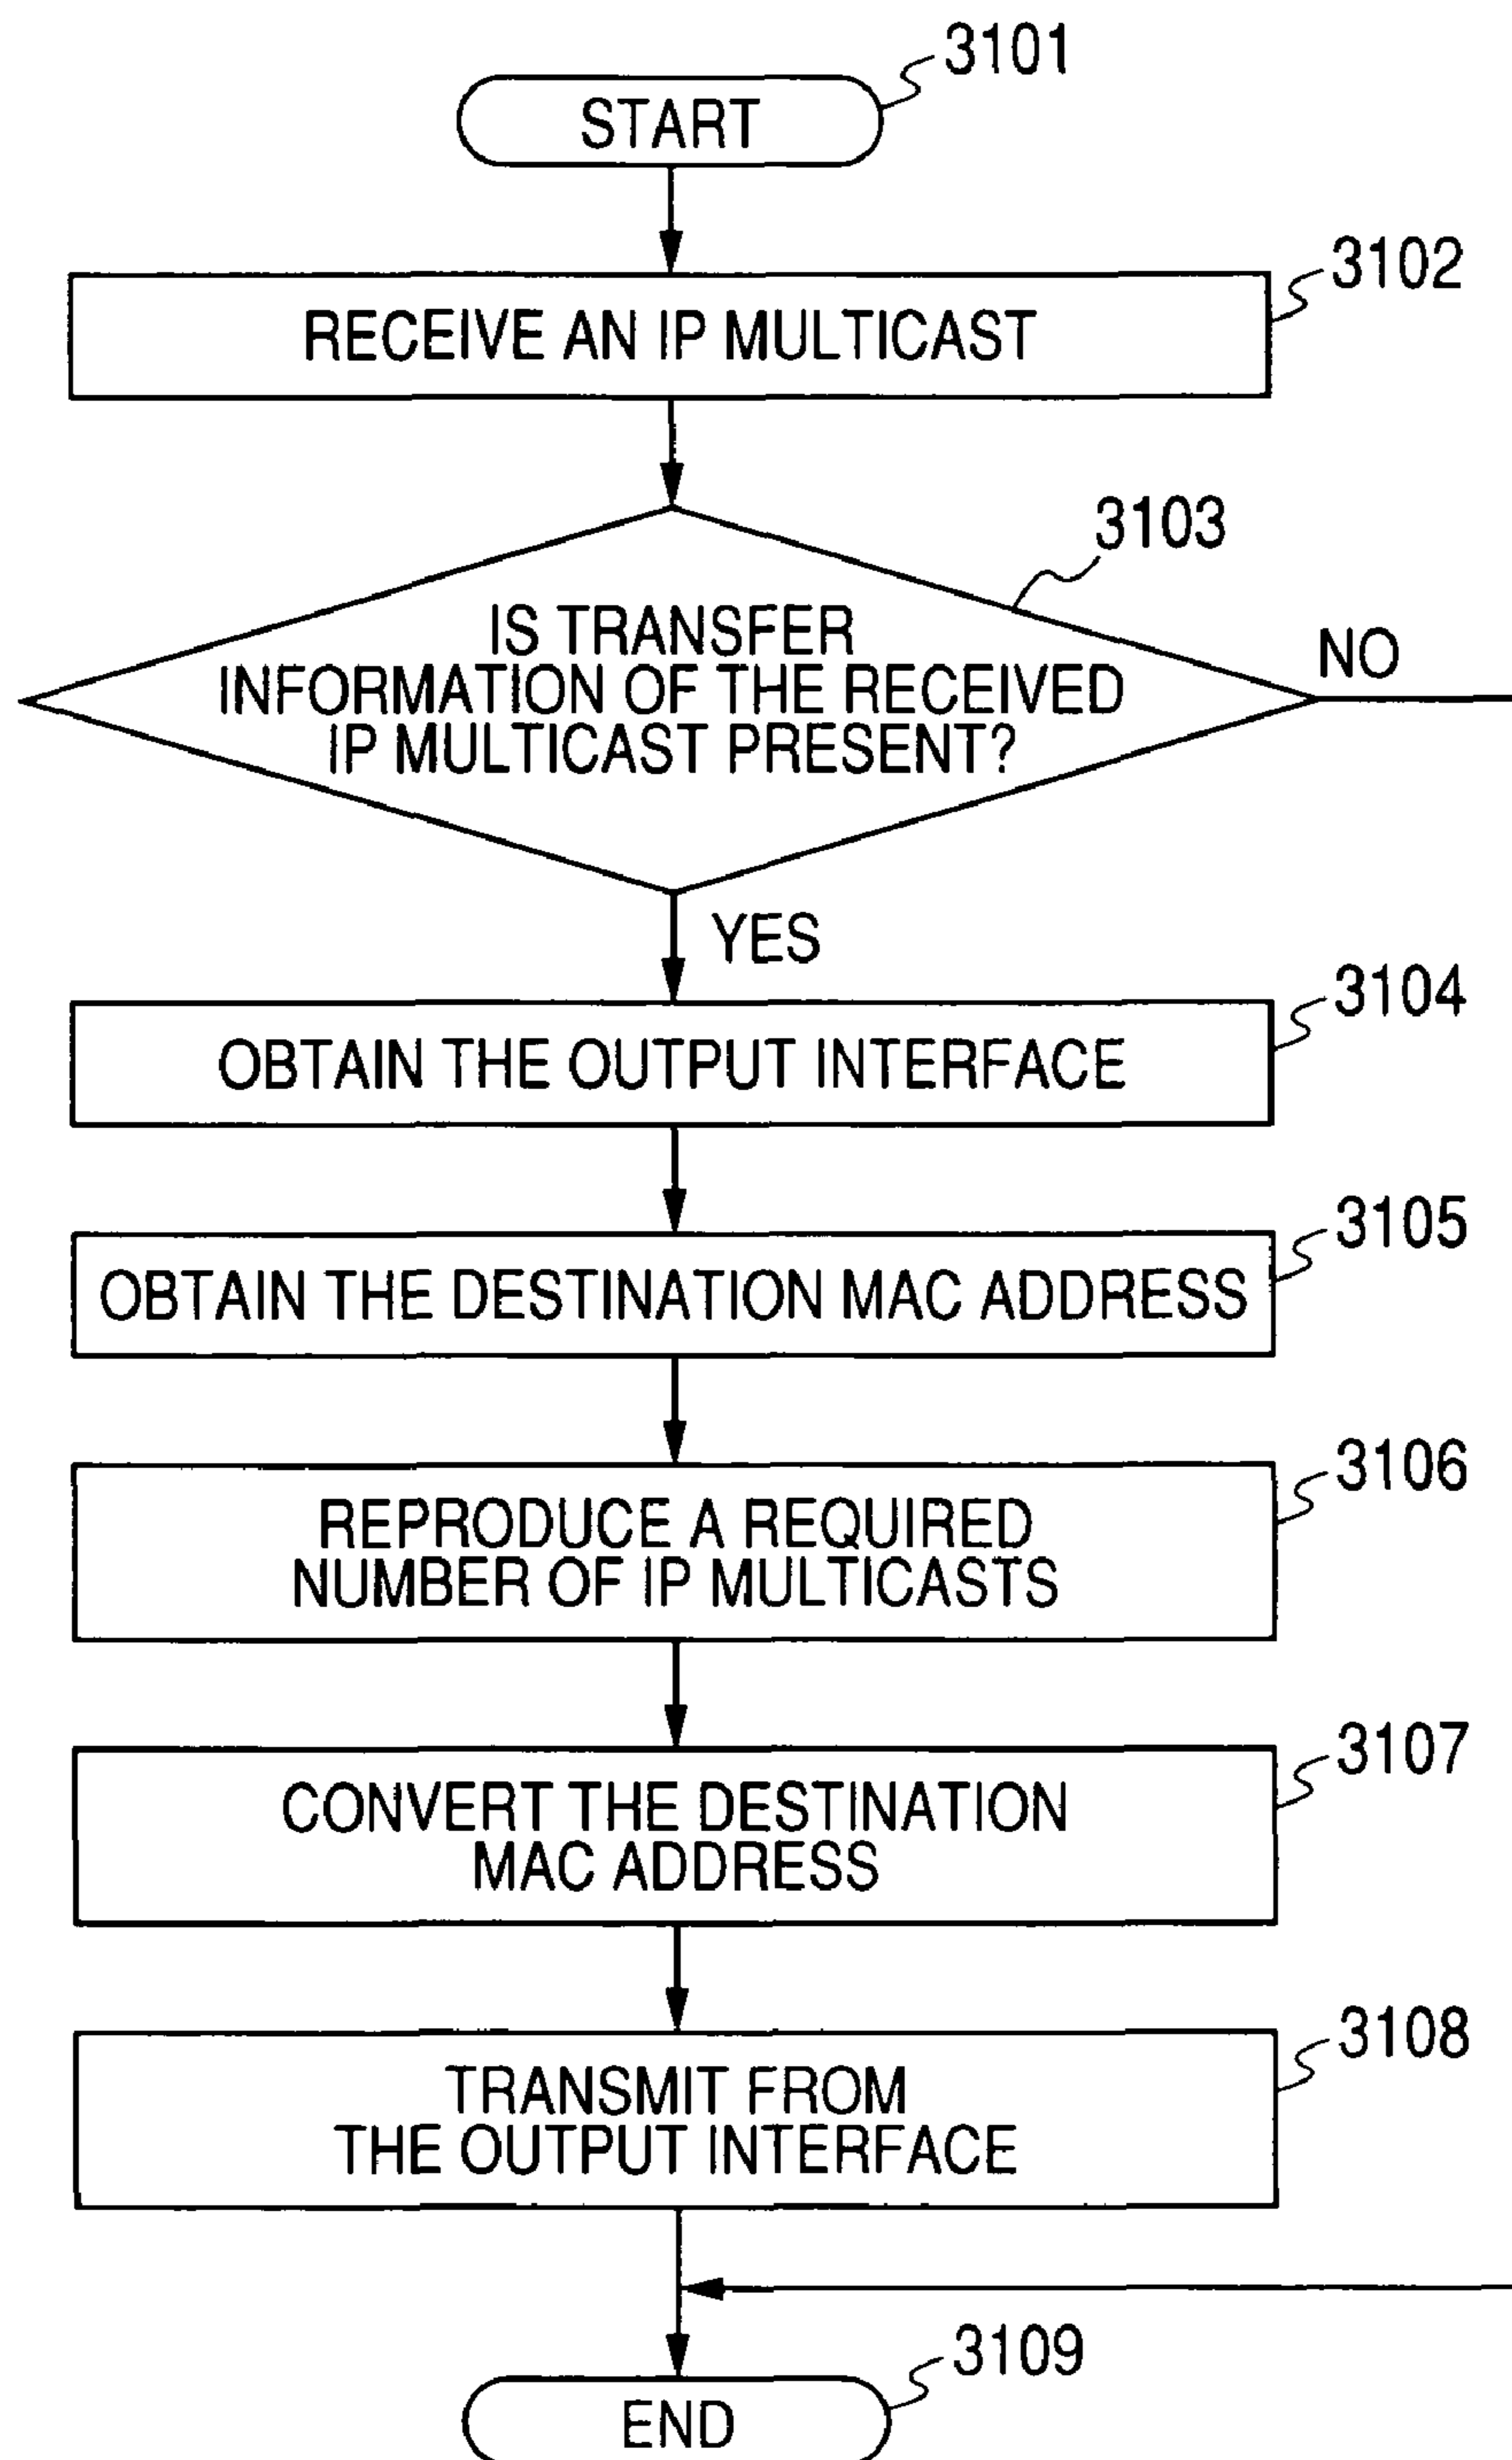 3101
START
3102
RECEIVE AN IP MULTICAST
3103
IS TRANSFER
INFORMATION OF THE RECEIVED
IP MULTICAST PRESENT?
NO
YES
3104
OBTAIN THE OUTPUT INTERFACE
3105
OBTAIN THE DESTINATION MAC ADDRESS
3106
REPRODUCE A REQUIRED
NUMBER OF IP MULTICASTS
3107
CONVERT THE DESTINATION
MAC ADDRESS
3108
TRANSMIT FROM
THE OUTPUT INTERFACE
3109
END